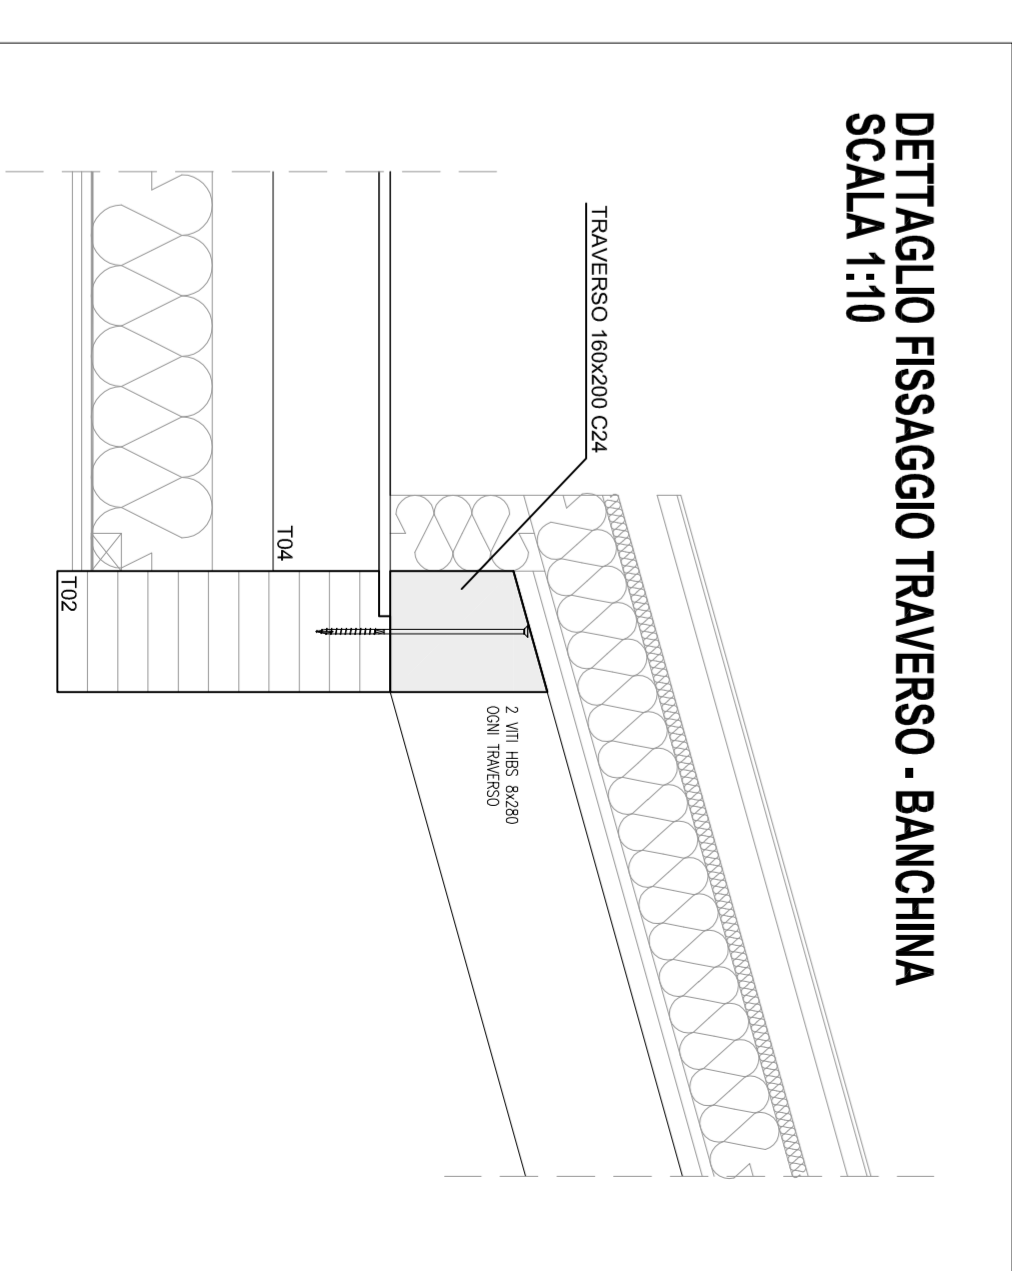 DETTAGLIO FISSAGGIO TRAVERSO - BANCHINA
SCALA 1:10
TRAVERSO 160x200 C24
2 VITI HBS 8x280
OGNI TRAVERSO
T04
T02